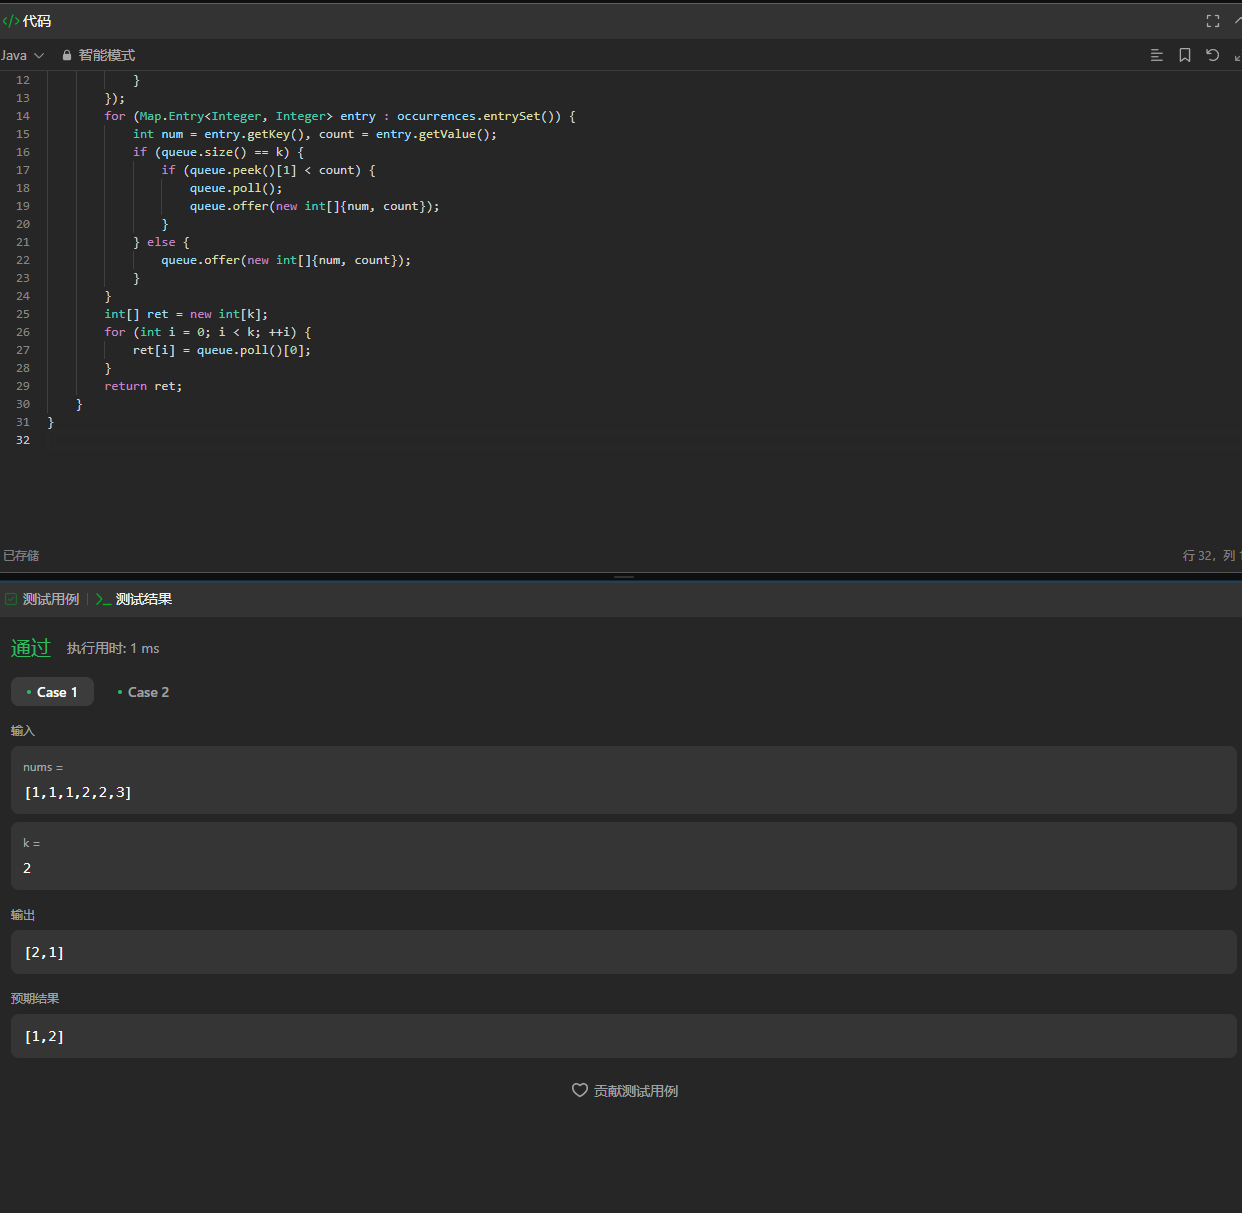 </> 代码
Java 智能模式
12 }
13 });
14 for (Map.Entry<Integer, Integer> entry : occurrences.entrySet()) {
15 int num = entry.getKey(), count = entry.getValue();
16 if (queue.size() == k) {
17 if (queue.peek()[1] < count) {
18 queue.poll();
19 queue.offer(new int[]{num, count});
20 }
21 } else {
22 queue.offer(new int[]{num, count});
23 }
24 }
25 int[] ret = new int[k];
26 for (int i = 0; i < k; ++i) {
27 ret[i] = queue.poll()[0];
28 }
29 return ret;
30 }
31 }
32
已存储 行 32, 列 1
测试用例 | >_ 测试结果
通过 执行用时: 1 ms
• Case 1 • Case 2
输入
nums =
[1,1,1,2,2,3]
k =
2
输出
[2,1]
预期结果
[1,2]
贡献测试用例